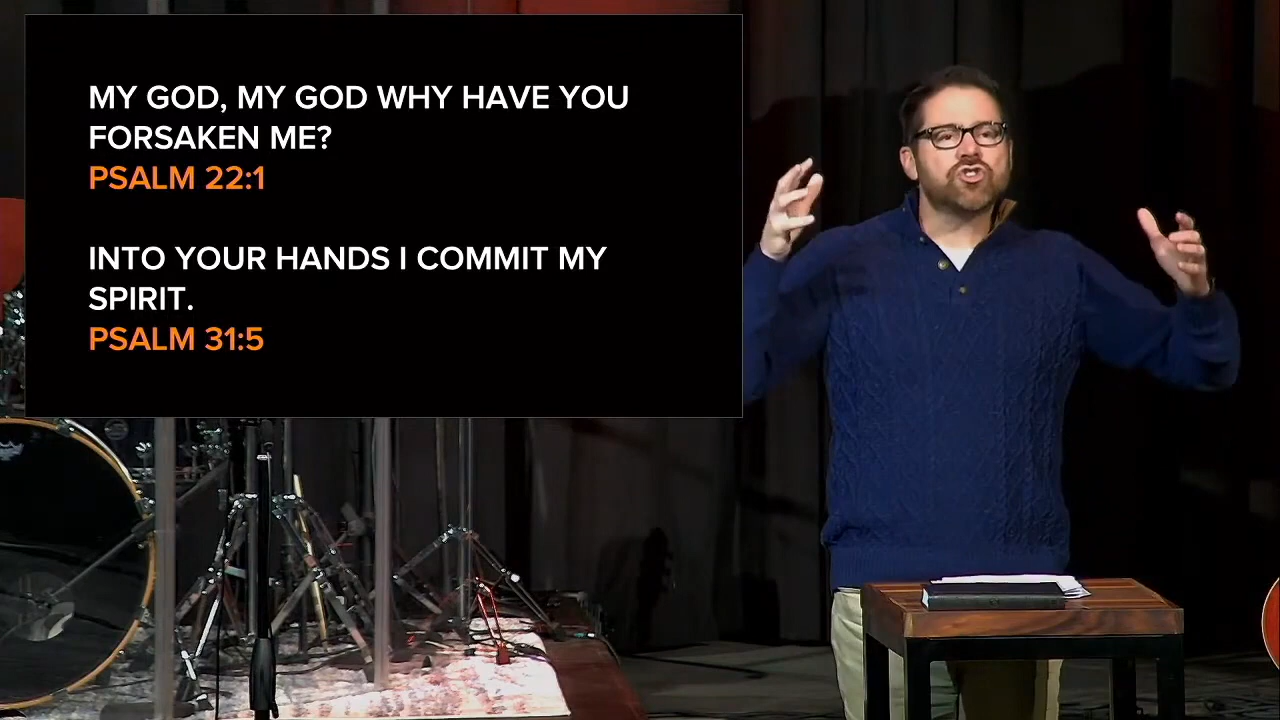 MY GOD, MY GOD WHY HAVE YOU
FORSAKEN ME?
PSALM 22:1
INTO YOUR HANDS I COMMIT MY
SPIRIT.
PSALM 31:5